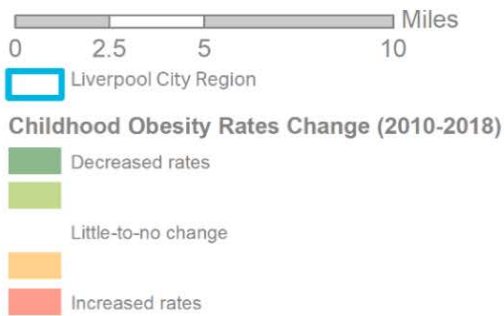 Miles
0 2.5 5 10
Liverpool City Region
Childhood Obesity Rates Change (2010-2018)
Decreased rates
Little-to-no change
Increased rates